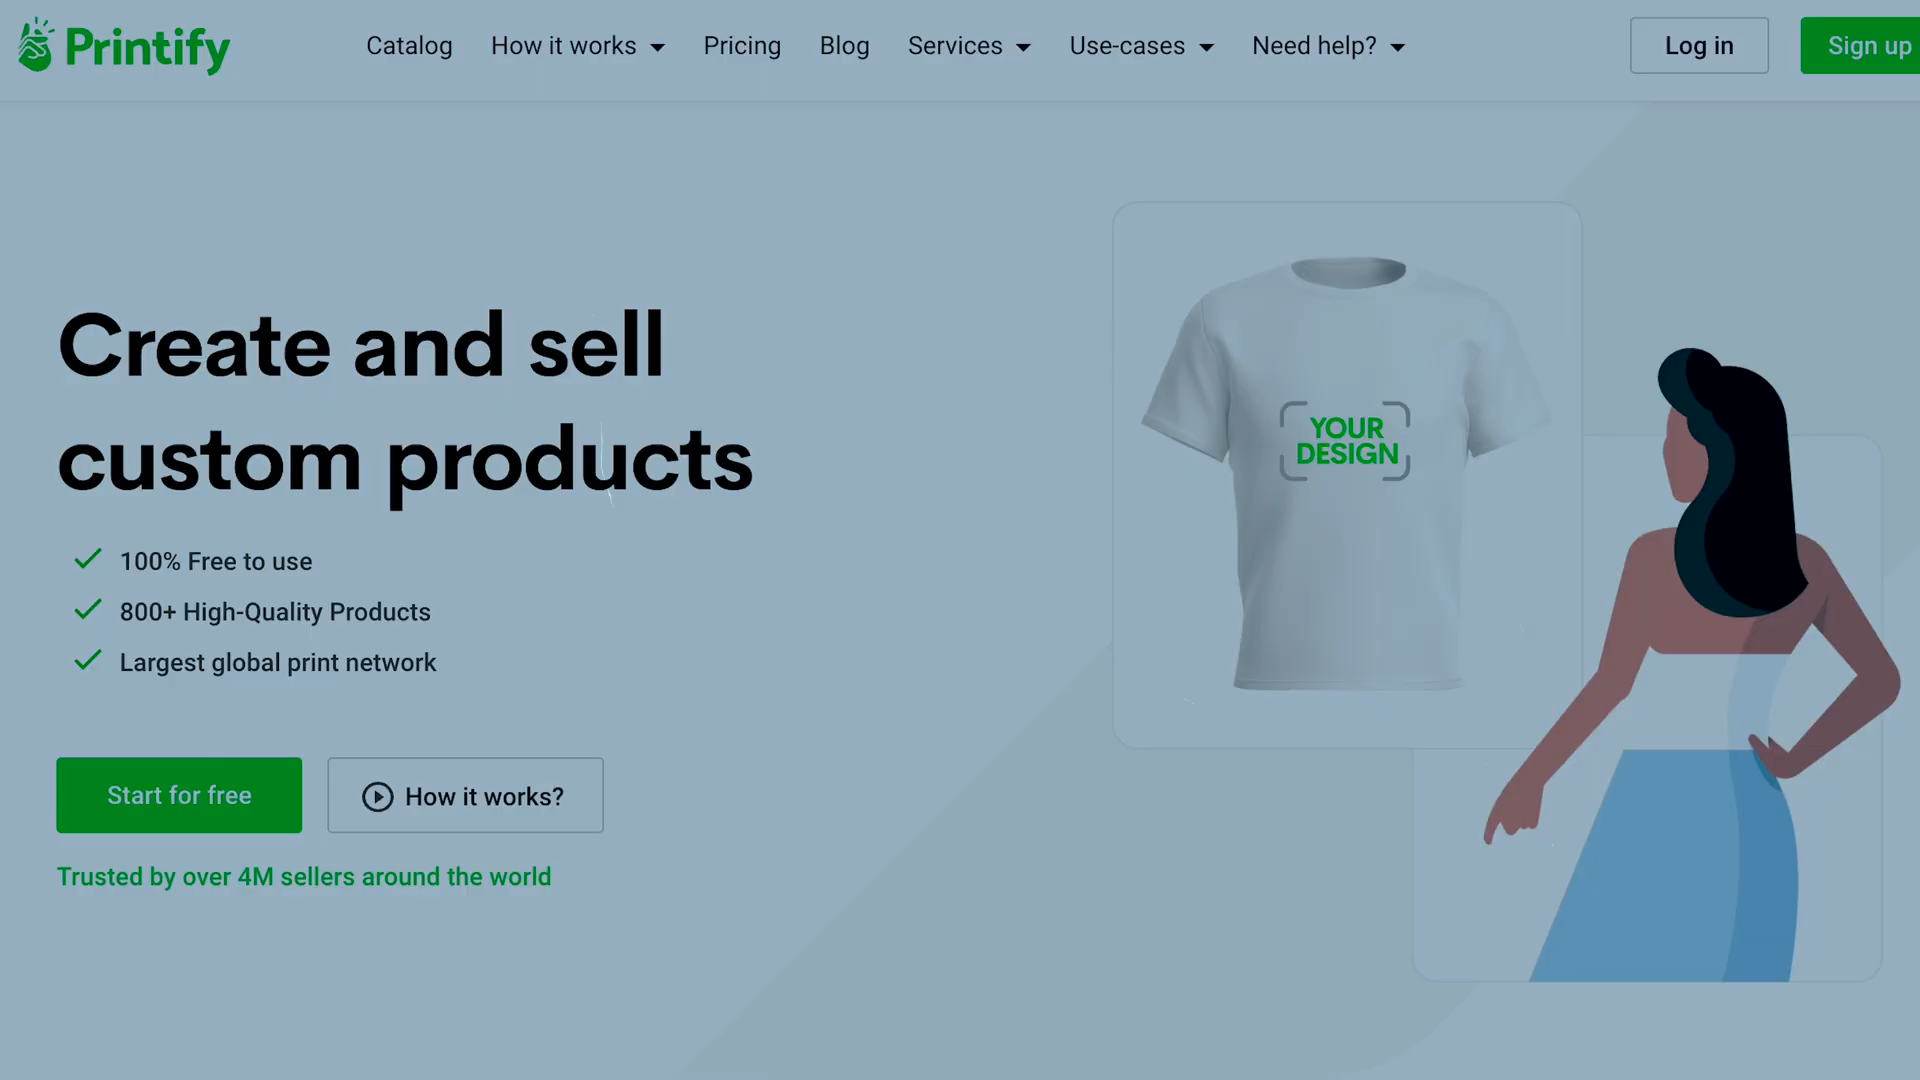 Printify
Catalog
How it works
Pricing
Blog
Services
Use-cases
Need help?
Log in
Sign up
Create and sell
custom products
100% Free to use
800+ High-Quality Products
Largest global print network
Start for free
How it works?
Trusted by over 4M sellers around the world
YOUR
DESIGN